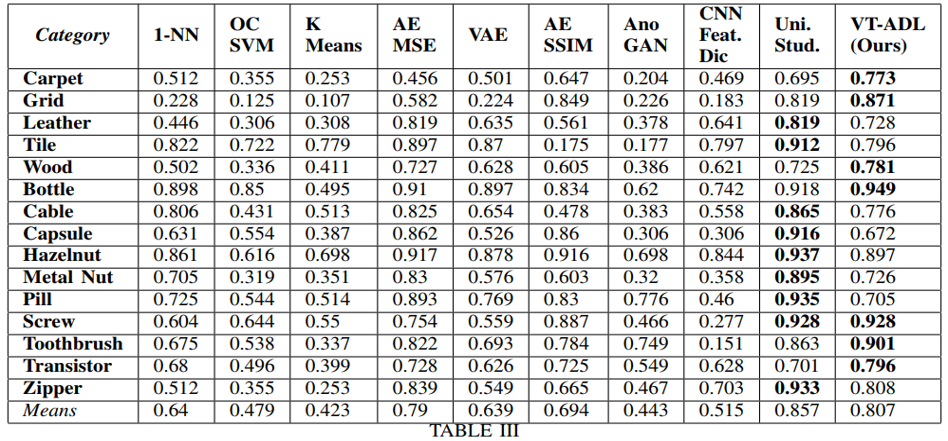 Category 1-NN OC SVM K Means AE MSE VAE AE SSIM Ano GAN CNN Feat. Dic Uni. Stud. VT-ADL (Ours)
Carpet 0.512 0.355 0.253 0.456 0.501 0.647 0.204 0.469 0.695 0.773
Grid 0.228 0.125 0.107 0.582 0.224 0.849 0.226 0.183 0.819 0.871
Leather 0.446 0.306 0.308 0.819 0.635 0.561 0.378 0.641 0.819 0.728
Tile 0.822 0.722 0.779 0.897 0.87 0.175 0.177 0.797 0.912 0.796
Wood 0.502 0.336 0.411 0.727 0.628 0.605 0.386 0.621 0.725 0.781
Bottle 0.898 0.85 0.495 0.91 0.897 0.834 0.62 0.742 0.918 0.949
Cable 0.806 0.431 0.513 0.825 0.654 0.478 0.383 0.558 0.865 0.776
Capsule 0.631 0.554 0.387 0.862 0.526 0.86 0.306 0.306 0.916 0.672
Hazelnut 0.861 0.616 0.698 0.917 0.878 0.916 0.698 0.844 0.937 0.897
Metal Nut 0.705 0.319 0.351 0.83 0.576 0.603 0.32 0.358 0.895 0.726
Pill 0.725 0.544 0.514 0.893 0.769 0.83 0.776 0.46 0.935 0.705
Screw 0.604 0.644 0.55 0.754 0.559 0.887 0.466 0.277 0.928 0.928
Toothbrush 0.675 0.538 0.337 0.822 0.693 0.784 0.749 0.151 0.863 0.901
Transistor 0.68 0.496 0.399 0.728 0.626 0.725 0.549 0.628 0.701 0.796
Zipper 0.512 0.355 0.253 0.839 0.549 0.665 0.467 0.703 0.933 0.808
Means 0.64 0.479 0.423 0.79 0.639 0.694 0.443 0.515 0.857 0.807
TABLE III